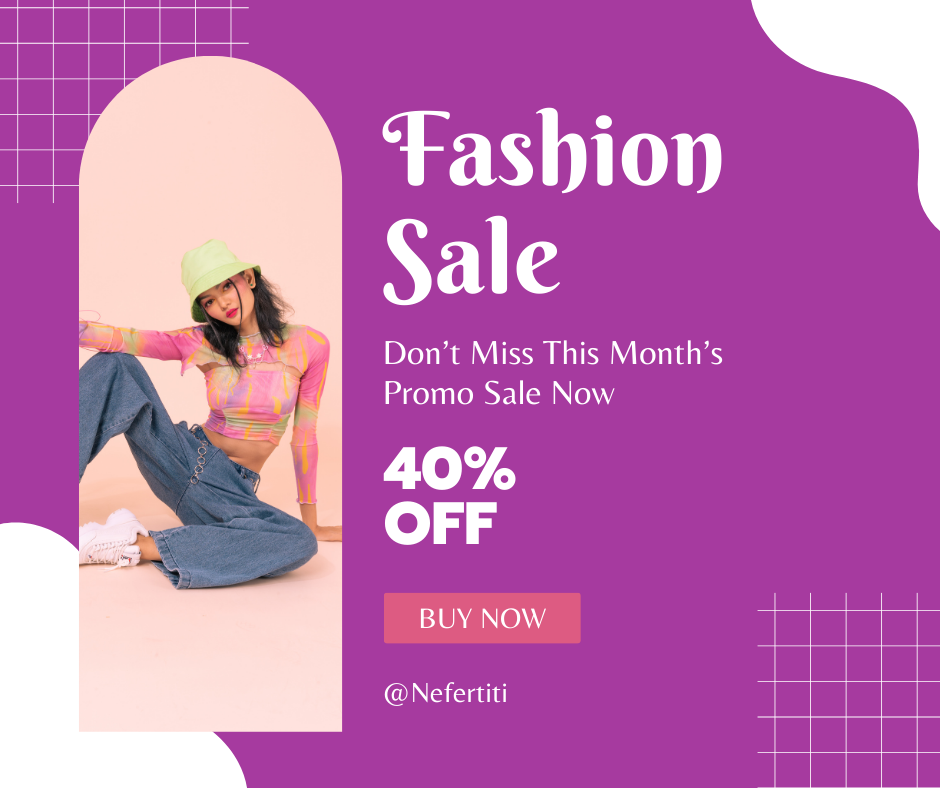 Fashion
Sale
Don’t Miss This Month’s
Promo Sale Now
40%
OFF
BUY NOW
@Nefertiti